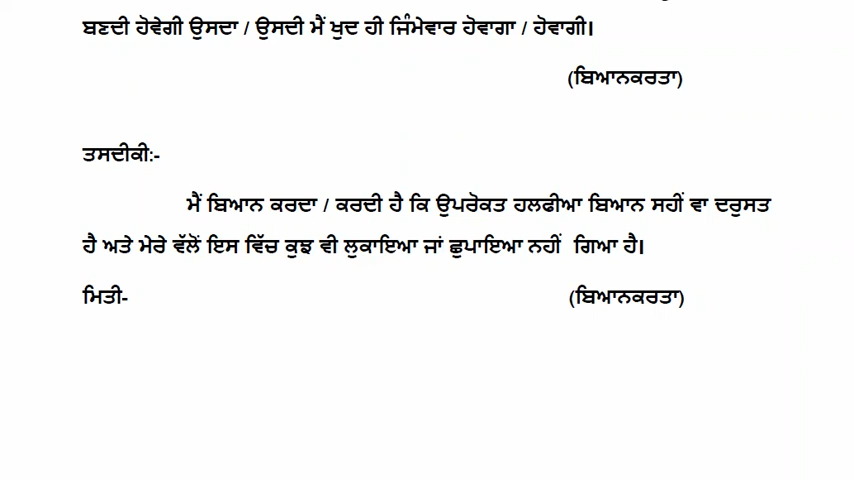 ਬਣਦੀ ਹੋਵੇਗੀ ਉਸਦਾ / ਉਸਦੀ ਮੈਂ ਖੁਦ ਹੀ ਜਿੰਮੇਵਾਰ ਹੋਵਾਗਾ / ਹੋਵਾਗੀ।
(ਬਿਆਨਕਰਤਾ)
ਤਸਦੀਕੀ:-
ਮੈਂ ਬਿਆਨ ਕਰਦਾ / ਕਰਦੀ ਹੈ ਕਿ ਉਪਰੋਕਤ ਹਲਫੀਆ ਬਿਆਨ ਸਹੀਂ ਵਾ ਦਰੁਸਤ
ਹੈ ਅਤੇ ਮੇਰੇ ਵੱਲੋਂ ਇਸ ਵਿੱਚ ਕੁਝ ਵੀ ਲੁਕਾਇਆ ਜਾਂ ਛੁਪਾਇਆ ਨਹੀਂ  ਗਿਆ ਹੈ।
ਮਿਤੀ- (ਬਿਆਨਕਰਤਾ)